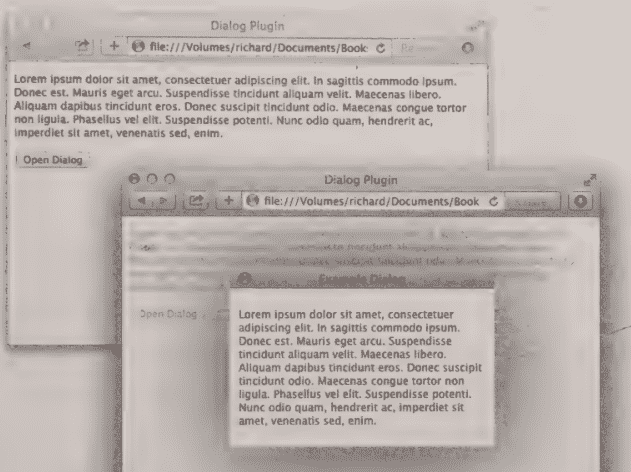 Dialog Plugin
file:///Volumes/richard/Documents/Book
Lorem ipsum dolor sit amet, consectetuer adipiscing elit. In sagittis commodo ipsum.
Donec est. Mauris eget arcu. Suspendisse tincidunt aliquam velit. Maecenas libero.
Aliquam dapibus tincidunt eros. Donec suscipit tincidunt odio. Maecenas congue tortor
non ligula. Phasellus vel elit. Suspendisse potenti. Nunc odio quam, hendrerit ac,
imperdiet sit amet, venenatis sed, enim.
Open Dialog
Dialog Plugin
file:///Volumes/richard/Documents/Book
Open Dialog
Example Dialog
Lorem ipsum dolor sit amet, consectetuer
adipiscing elit. In sagittis commodo ipsum.
Donec est. Mauris eget arcu. Suspendisse
tincidunt aliquam velit. Maecenas libero.
Aliquam dapibus tincidunt eros. Donec suscipit
tincidunt odio. Maecenas congue tortor non
ligula. Phasellus vel elit. Suspendisse potenti.
Nunc odio quam, hendrerit ac, imperdiet sit
amet, venenatis sed, enim.